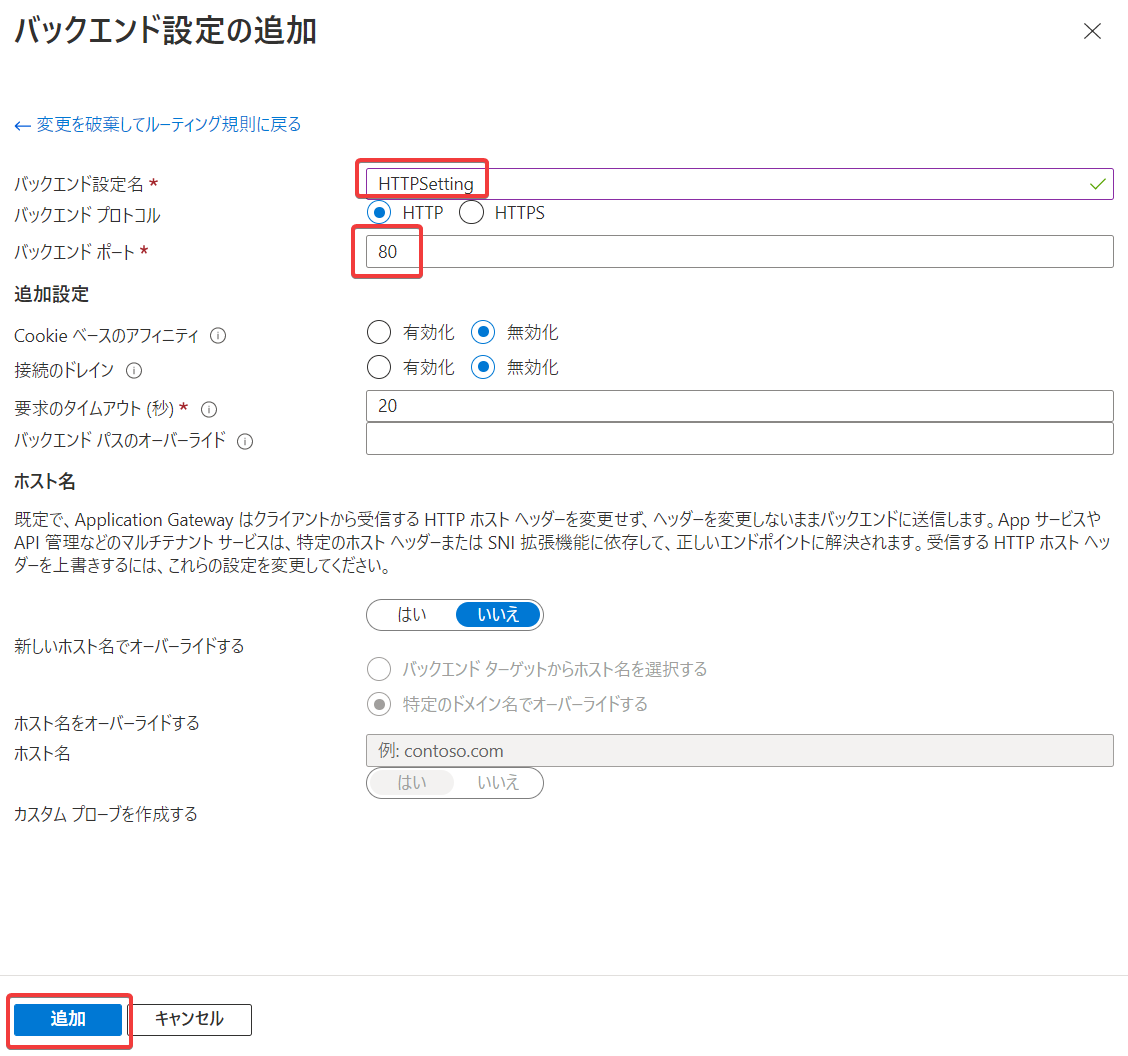 バックエンド設定の追加
← 変更を破棄してルーティング規則に戻る
バックエンド設定名 * HTTPSetting
バックエンド プロトコル HTTP HTTPS
バックエンド ポート * 80
追加設定
Cookie ベースのアフィニティ 有効化 無効化
接続のドレイン 有効化 無効化
要求のタイムアウト (秒) * 20
バックエンド パスのオーバーライド
ホスト名
既定で、Application Gateway はクライアントから受信する HTTP ホスト ヘッダーを変更せず、ヘッダーを変更しないままバックエンドに送信します。App サービスや
API 管理などのマルチテナント サービスは、特定のホスト ヘッダーまたは SNI 拡張機能に依存して、正しいエンドポイントに解決されます。受信する HTTP ホスト ヘッ
ダーを上書きするには、これらの設定を変更してください。
はい いいえ
新しいホスト名でオーバーライドする
バックエンド ターゲットからホスト名を選択する
特定のドメイン名でオーバーライドする
ホスト名をオーバーライドする
ホスト名 例: contoso.com
はい いいえ
カスタム プローブを作成する
追加 キャンセル